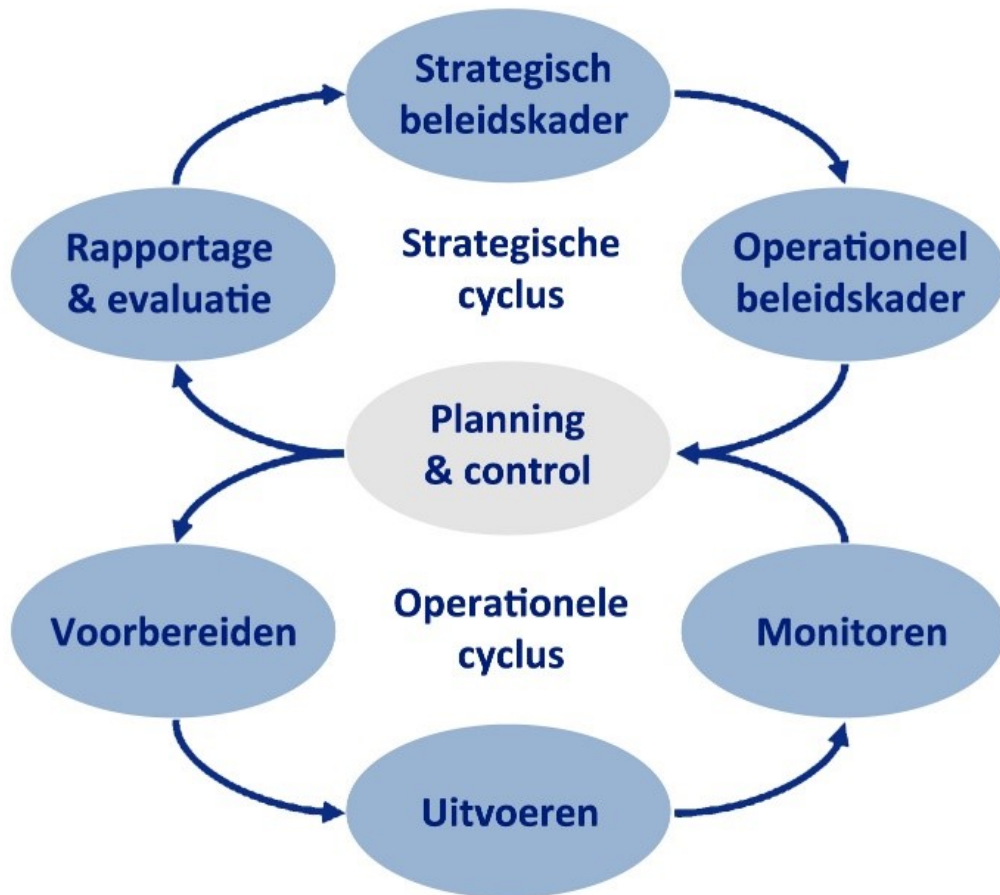 Strategisch
beleidskader
Rapportage
& evaluatie
Strategische
cyclus
Operationeel
beleidskader
Planning
& control
Voorbereiden
Operationele
cyclus
Monitoren
Uitvoeren